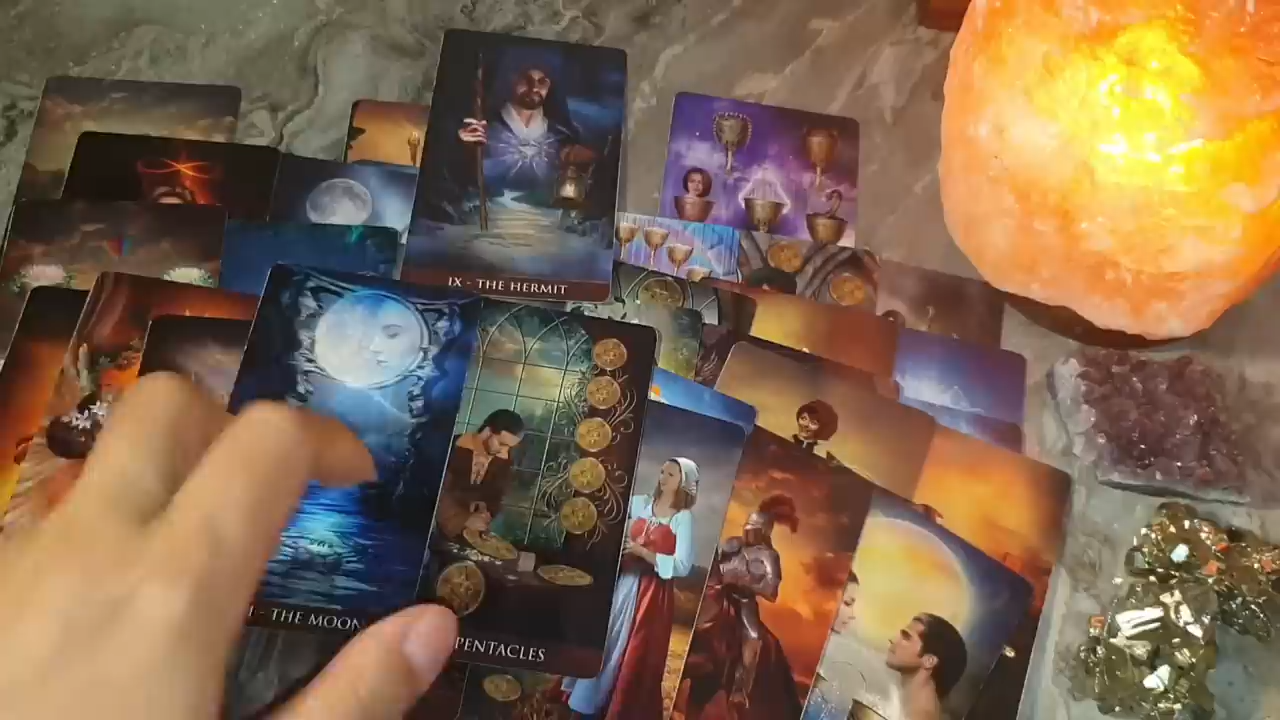 IX - THE HERMIT
I - THE MOON
PENTACLES